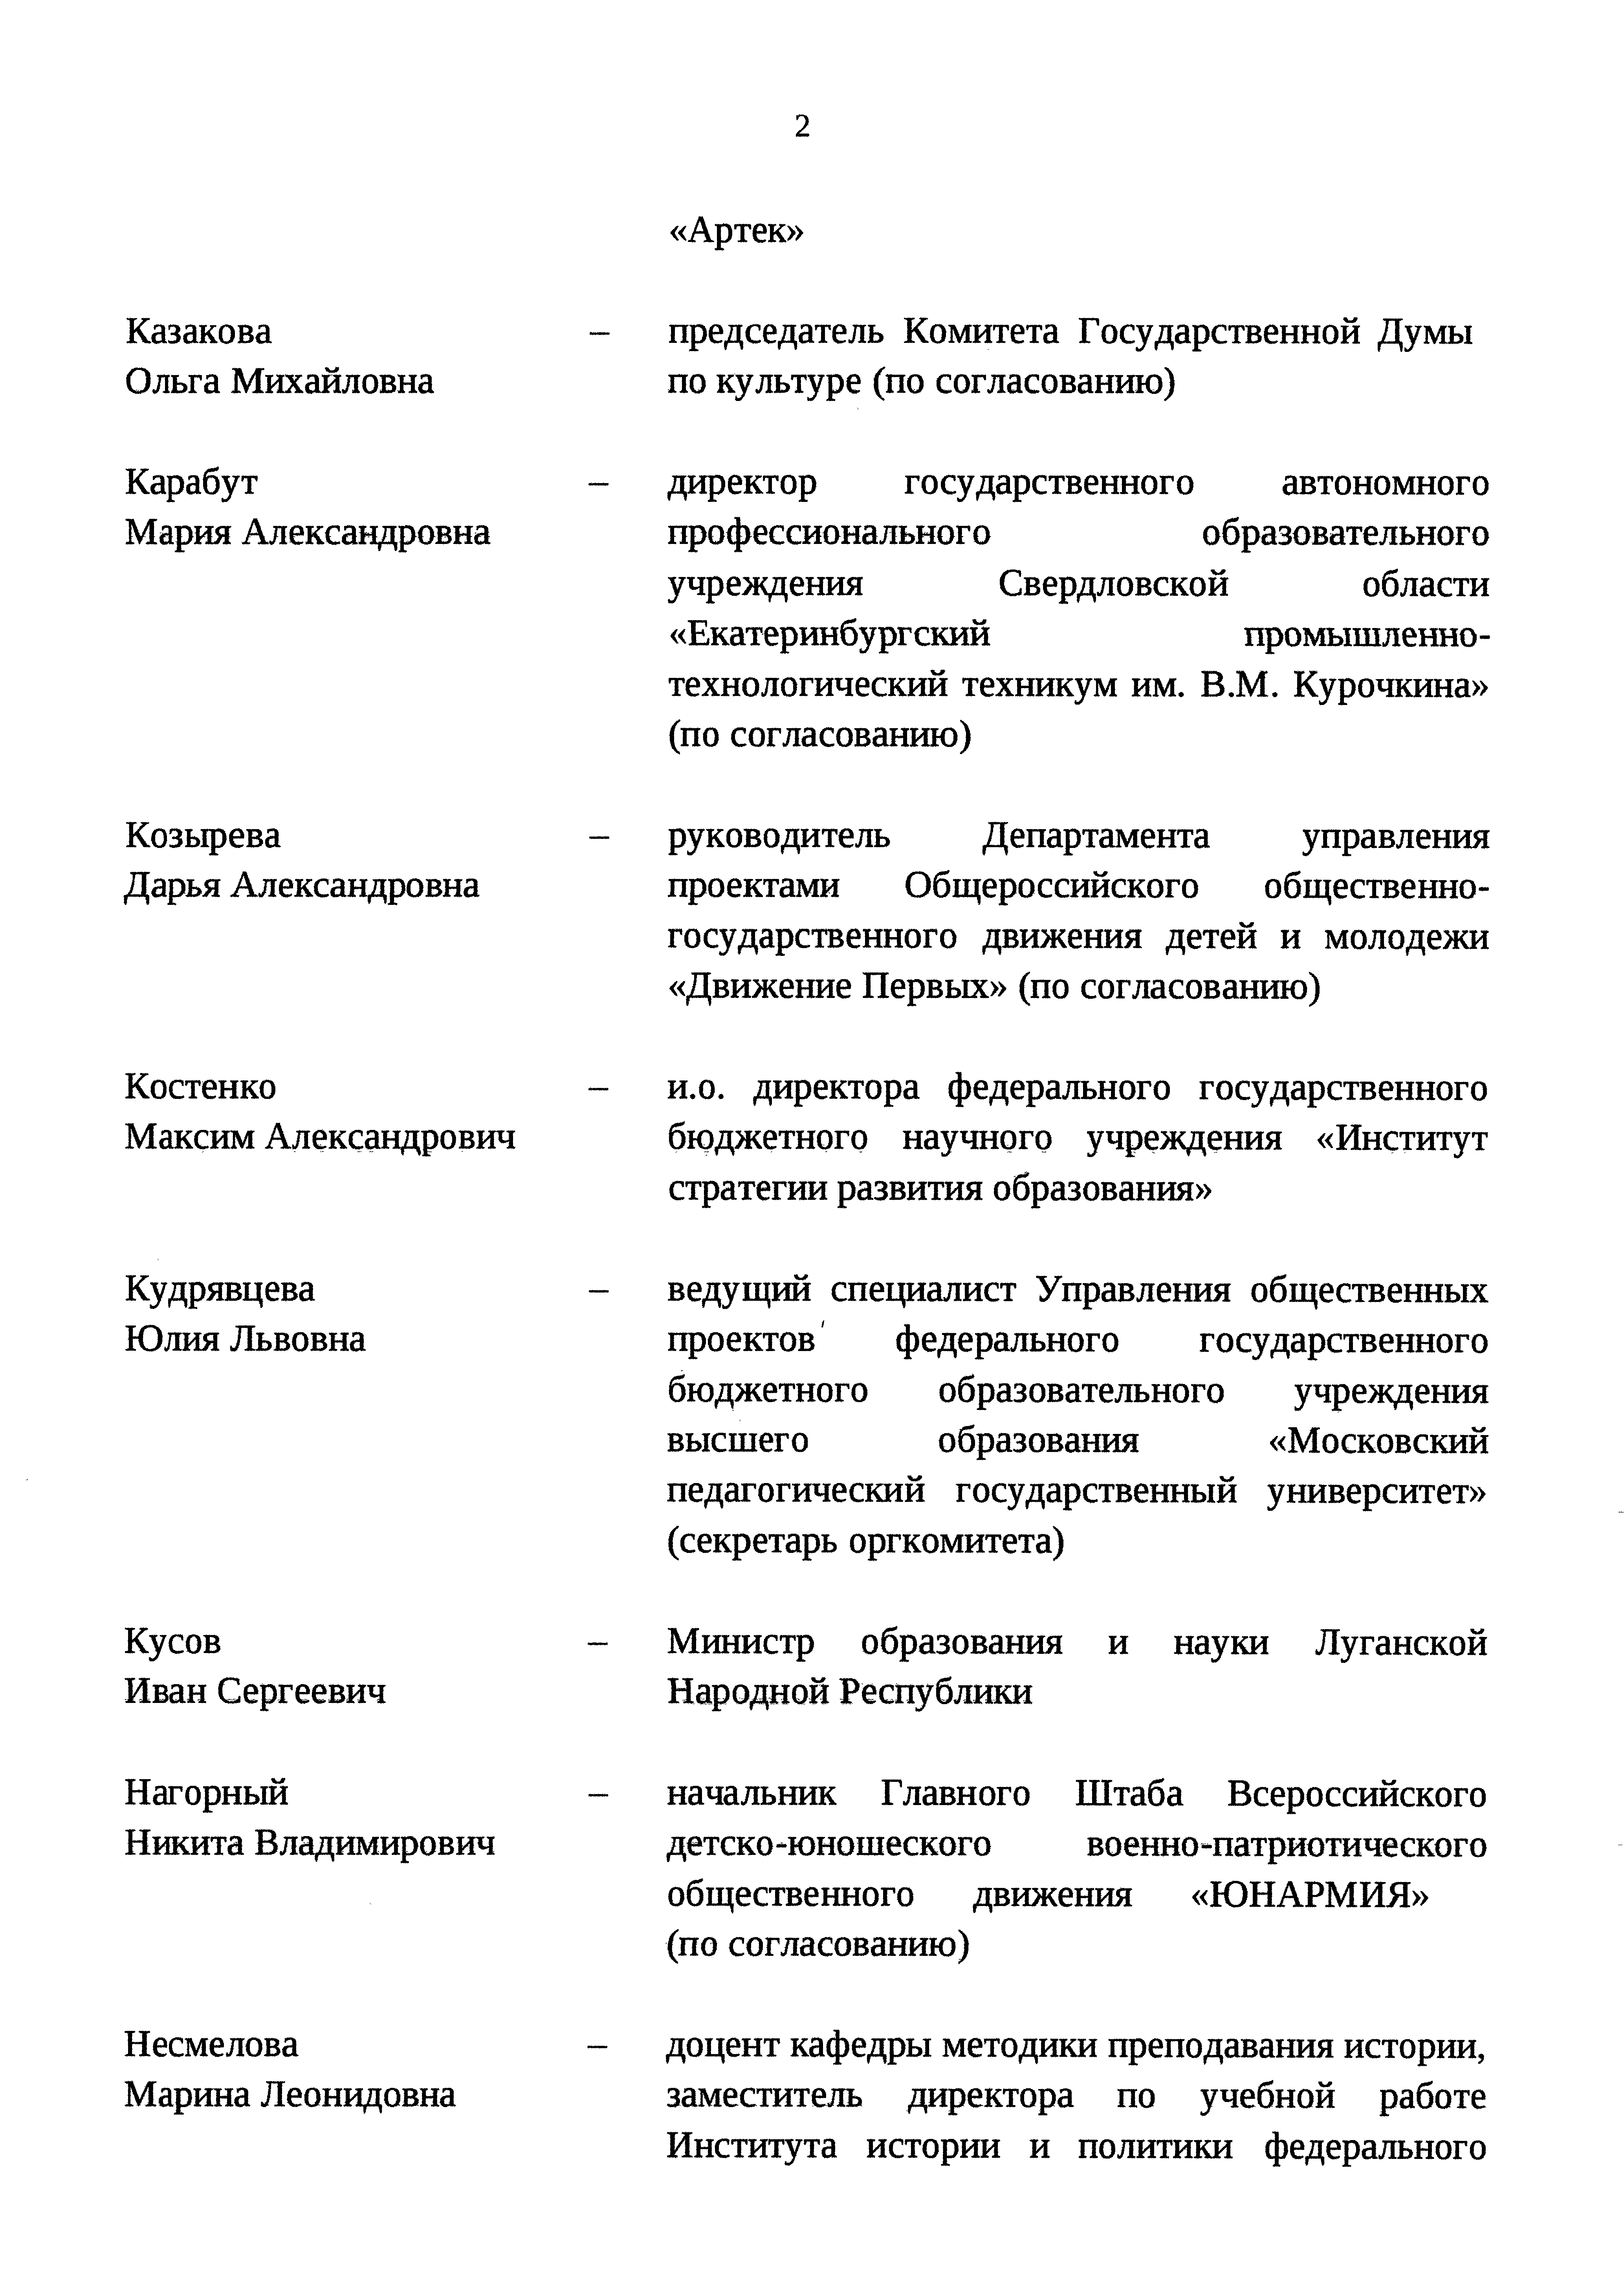 2
«Артек»
Казакова – председатель Комитета Государственной Думы
Ольга Михайловна по культуре (по согласованию)
Карабут – директор государственного автономного
Мария Александровна профессионального образовательного
учреждения Свердловской области
«Екатеринбургский промышленно-
технологический техникум им. В.М. Курочкина»
(по согласованию)
Козырева – руководитель Департамента управления
Дарья Александровна проектами Общероссийского общественно-
государственного движения детей и молодежи
«Движение Первых» (по согласованию)
Костенко – и.о. директора федерального государственного
Максим Александрович бюджетного научного учреждения «Институт
стратегии развития образования»
Кудрявцева – ведущий специалист Управления общественных
Юлия Львовна проектов федерального государственного
бюджетного образовательного учреждения
высшего образования «Московский
педагогический государственный университет»
(секретарь оргкомитета)
Кусов – Министр образования и науки Луганской
Иван Сергеевич Народной Республики
Нагорный – начальник Главного Штаба Всероссийского
Никита Владимирович детско-юношеского военно-патриотического
общественного движения «ЮНАРМИЯ»
(по согласованию)
Несмелова – доцент кафедры методики преподавания истории,
Марина Леонидовна заместитель директора по учебной работе
Института истории и политики федерального